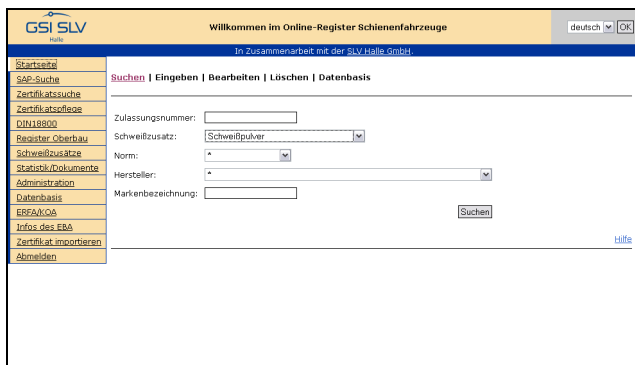 GSI SLV
Halle
Willkommen im Online-Register Schienenfahrzeuge
deutsch OK
In Zusammenarbeit mit der SLV Halle GmbH.
Startseite
SAP-Suche
Zertifikatssuche
Zertifikatspflege
DIN18800
Register Oberbau
Schweißzusätze
Statistik/Dokumente
Administration
Datenbasis
ERFA/KOA
Infos des EBA
Zertifikat importieren
Abmelden
Suchen | Eingeben | Bearbeiten | Löschen | Datenbasis
Zulassungsnummer:
Schweißzusatz: Schweißpulver
Norm: *
Hersteller: *
Markenbezeichnung:
Suchen
Hilfe